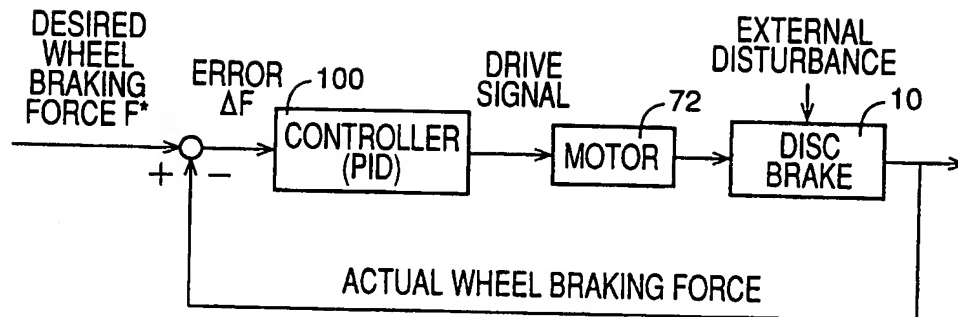 DESIRED
WHEEL
BRAKING
FORCE F*
ERROR
ΔF
100
CONTROLLER
(PID)
DRIVE
SIGNAL
72
MOTOR
EXTERNAL
DISTURBANCE
10
DISC
BRAKE
+ −
ACTUAL WHEEL BRAKING FORCE